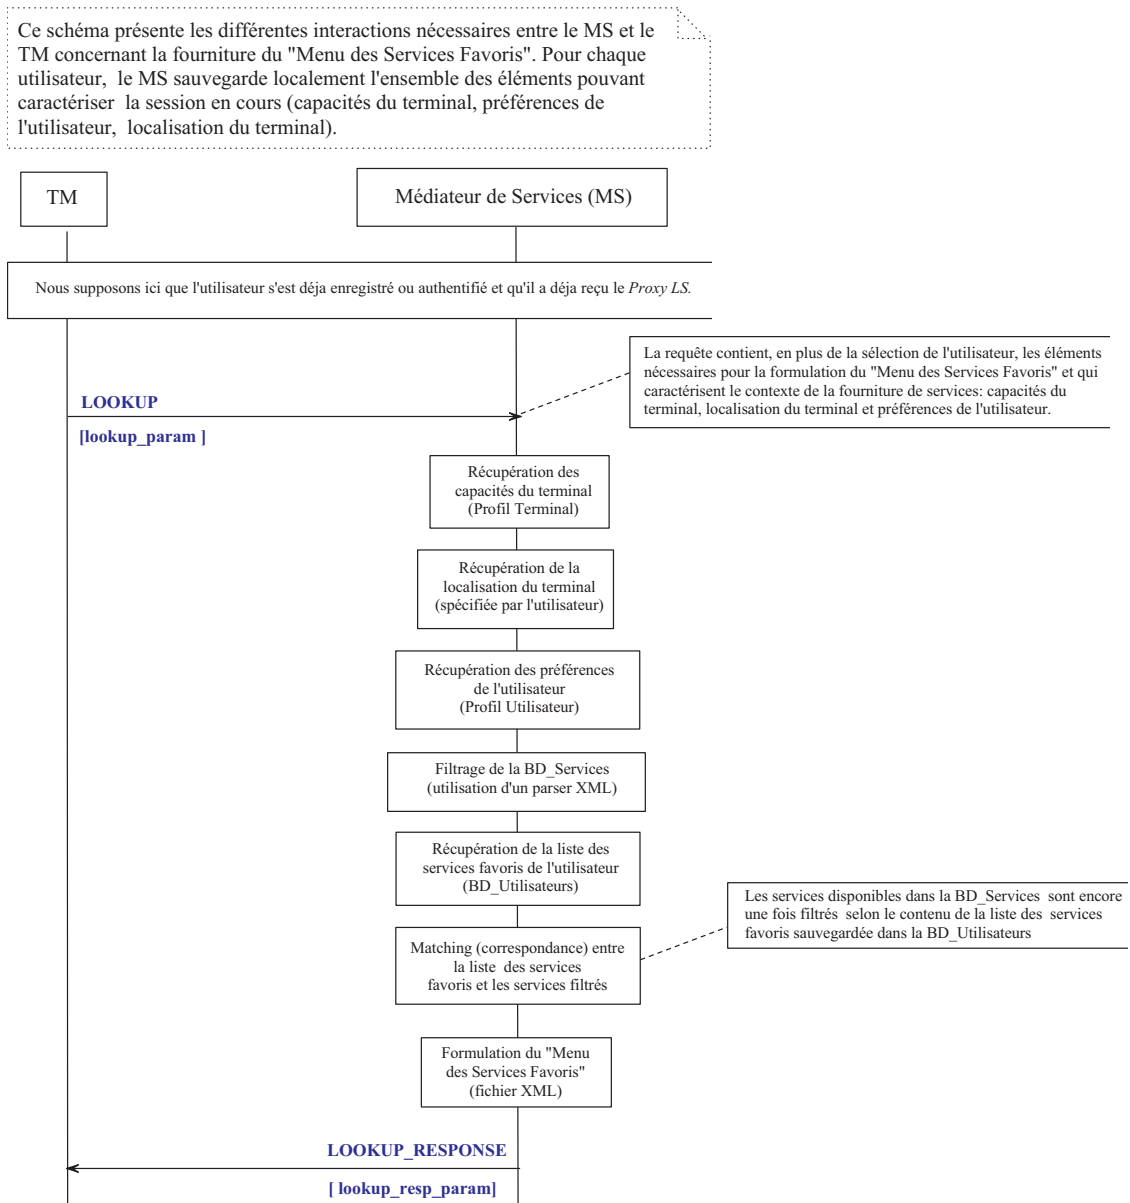 Ce schéma présente les différentes interactions nécessaires entre le MS et le
TM concernant la fourniture du "Menu des Services Favoris". Pour chaque
utilisateur, le MS sauvegarde localement l'ensemble des éléments pouvant
caractériser la session en cours (capacités du terminal, préférences de
l'utilisateur, localisation du terminal).
TM
Médiateur de Services (MS)
Nous supposons ici que l'utilisateur s'est déja enregistré ou authentifié et qu'il a déja reçu le Proxy LS.
La requête contient, en plus de la sélection de l'utilisateur, les éléments
nécessaires pour la formulation du "Menu des Services Favoris" et qui
caractérisent le contexte de la fourniture de services: capacités du
terminal, localisation du terminal et préférences de l'utilisateur.
LOOKUP
[lookup_param ]
Récupération des
capacités du terminal
(Profil Terminal)
Récupération de la
localisation du terminal
(spécifiée par l'utilisateur)
Récupération des préférences
de l'utilisateur
(Profil Utilisateur)
Filtrage de la BD_Services
(utilisation d'un parser XML)
Récupération de la liste des
services favoris de l'utilisateur
(BD_Utilisateurs)
Les services disponibles dans la BD_Services sont encore
une fois filtrés selon le contenu de la liste des services
favoris sauvegardée dans la BD_Utilisateurs
Matching (correspondance) entre
la liste des services
favoris et les services filtrés
Formulation du "Menu
des Services Favoris"
(fichier XML)
LOOKUP_RESPONSE
[ lookup_resp_param]